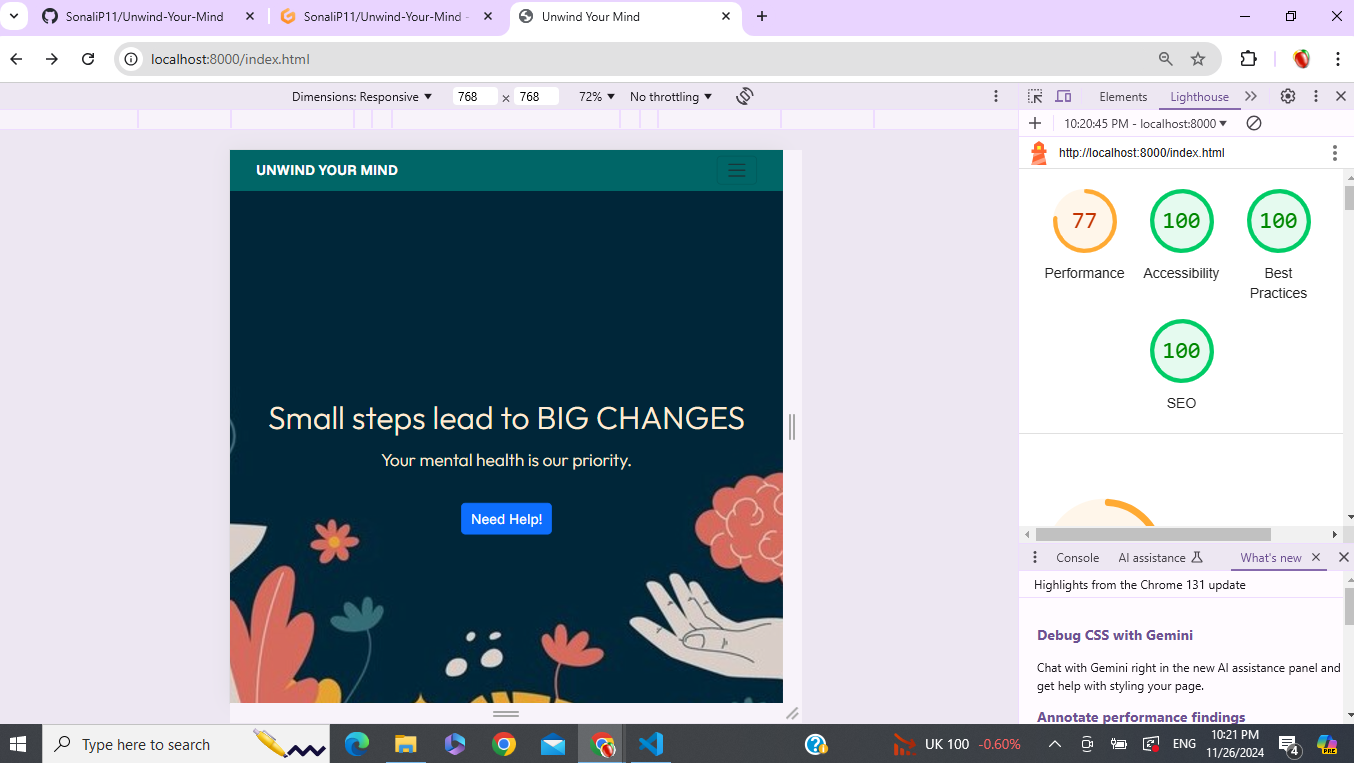 SonaliP11/Unwind-Your-Mind
SonaliP11/Unwind-Your-Mind -
Unwind Your Mind
localhost:8000/index.html
Dimensions: Responsive
768 x 768
72%
No throttling
Elements
Lighthouse
10:20:45 PM - localhost:8000
http://localhost:8000/index.html
UNWIND YOUR MIND
Small steps lead to BIG CHANGES
Your mental health is our priority.
Need Help!
77
100
100
Performance
Accessibility
Best
Practices
100
SEO
Console
AI assistance
What's new
Highlights from the Chrome 131 update
Debug CSS with Gemini
Chat with Gemini right in the new AI assistance panel and
get help with styling your page.
Annotate performance findings
Type here to search
UK 100 -0.60%
ENG
10:21 PM
11/26/2024
4
PRE